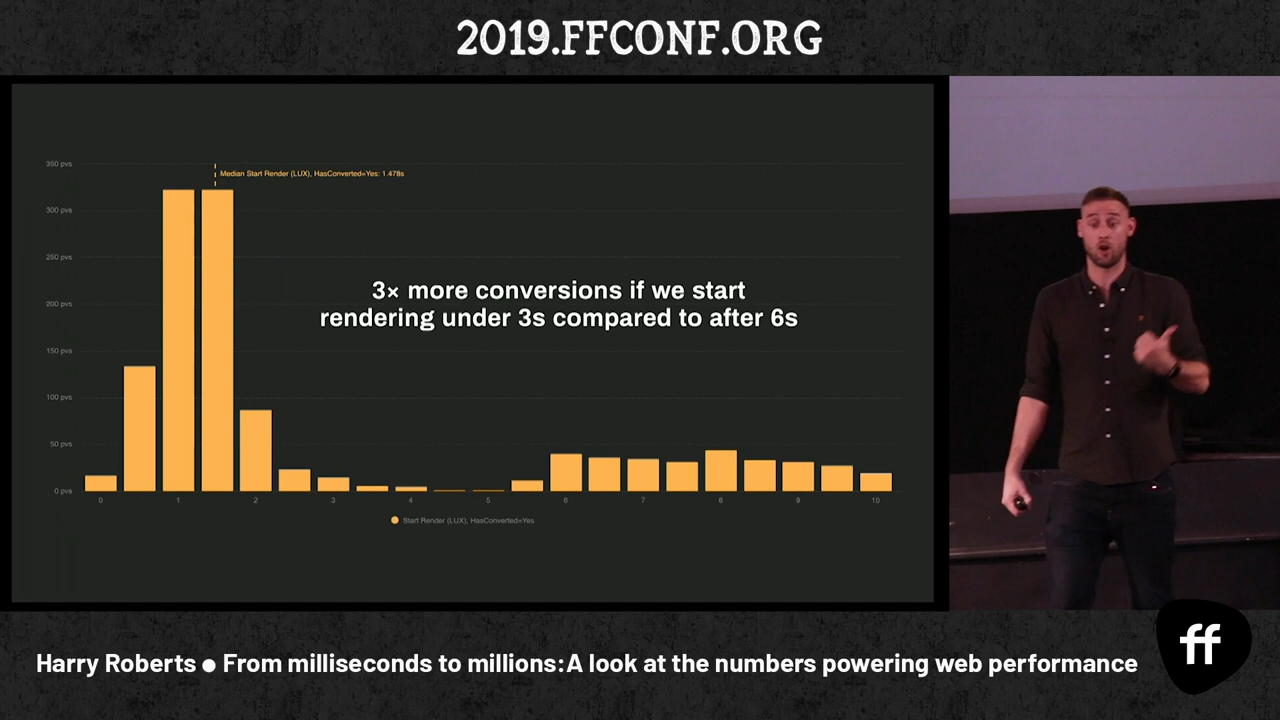 2019.FFCONF.ORG
350 pvs
Median Start Render (LUX), HasConverted=Yes: 1.478s
300 pvs
250 pvs
3× more conversions if we start
200 pvs
rendering under 3s compared to after 6s
150 pvs
100 pvs
50 pvs
0 pvs
0 1 2 3 4 5 6 7 8 9 10
Start Render (LUX), HasConverted=Yes
ff
Harry Roberts ● From milliseconds to millions: A look at the numbers powering web performance